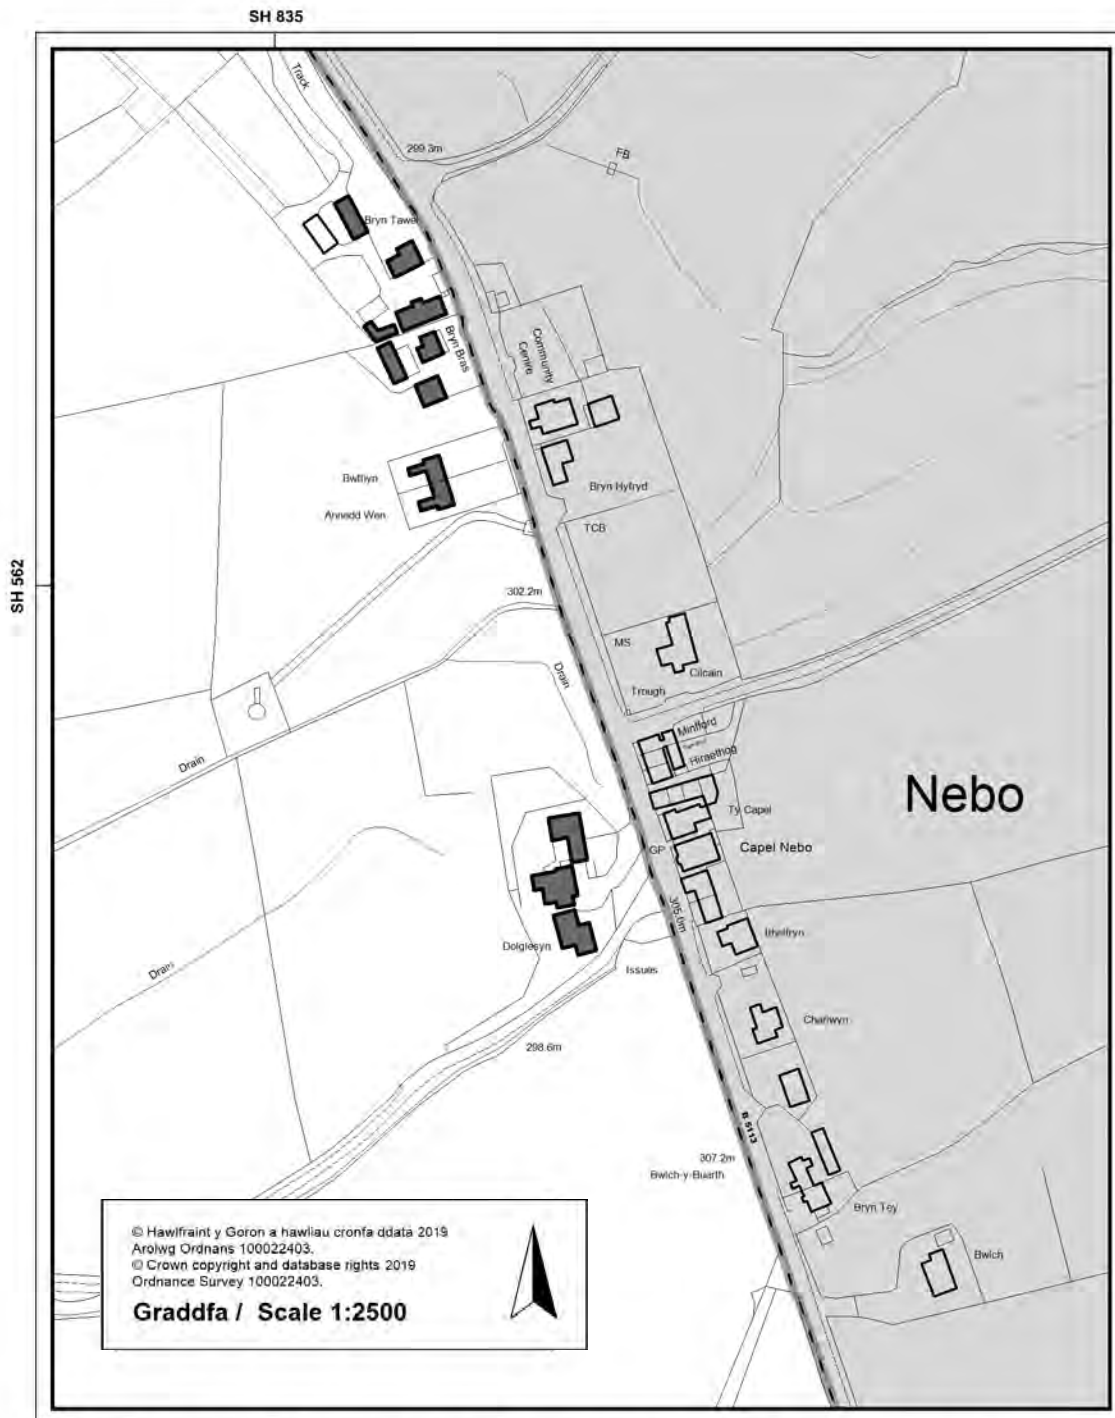 SH 835
Track
299.3m
FB
Bryn Tawel
Bryn Bras
Community
Centre
Bwthyn
Bryn Hyfryd
Annedd Wen
TCB
SH 562
302.2m
MS
Cilcain
Drain
Trough
Minffordd
Hiraethog
Drain
Nebo
Ty Capel
GP
Capel Nebo
305.0m
Dolglesyn
Drain
Issues
Charlwyn
298.6m
B 5113
307.2m
Bwlch-y-Buarth
Bryn Tey
Bwlch
© Hawlfraint y Goron a hawliau cronfa ddata 2019
Arolwg Ordnans 100022403.
© Crown copyright and database rights 2019
Ordnance Survey 100022403.
Graddfa / Scale 1:2500